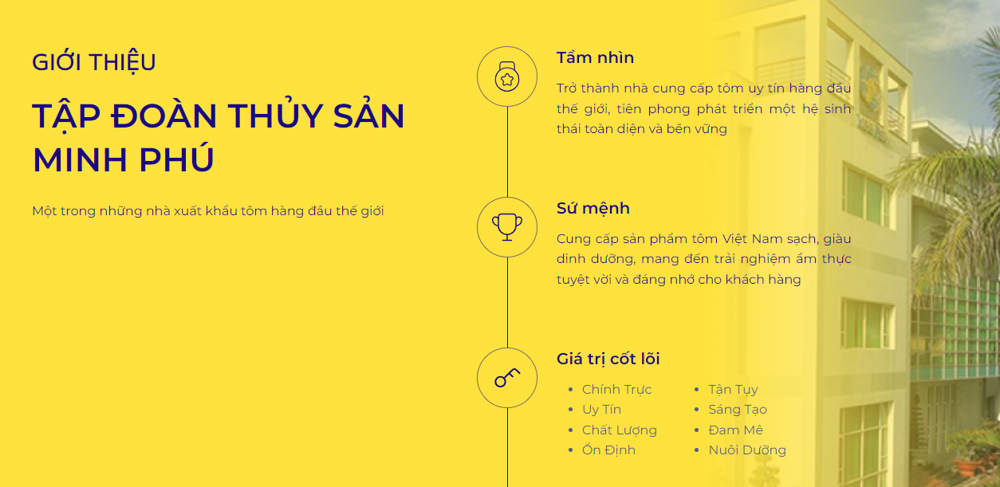 GIỚI THIỆU
TẬP ĐOÀN THỦY SẢN
MINH PHÚ
Một trong những nhà xuất khẩu tôm hàng đầu thế giới
Tầm nhìn
Trở thành nhà cung cấp tôm uy tín hàng đầu
thế giới, tiên phong phát triển một hệ sinh
thái toàn diện và bền vững
Sứ mệnh
Cung cấp sản phẩm tôm Việt Nam sạch, giàu
dinh dưỡng, mang đến trải nghiệm ẩm thực
tuyệt vời và đáng nhớ cho khách hàng
Giá trị cốt lõi
Chính Trực
Uy Tín
Chất Lượng
Ổn Định
Tận Tụy
Sáng Tạo
Đam Mê
Nuôi Dưỡng